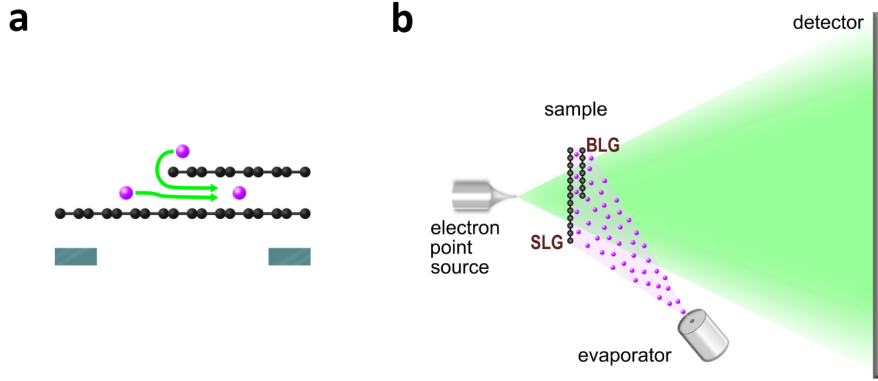 a
b
detector
sample
BLG
SLG
electron
point
source
evaporator